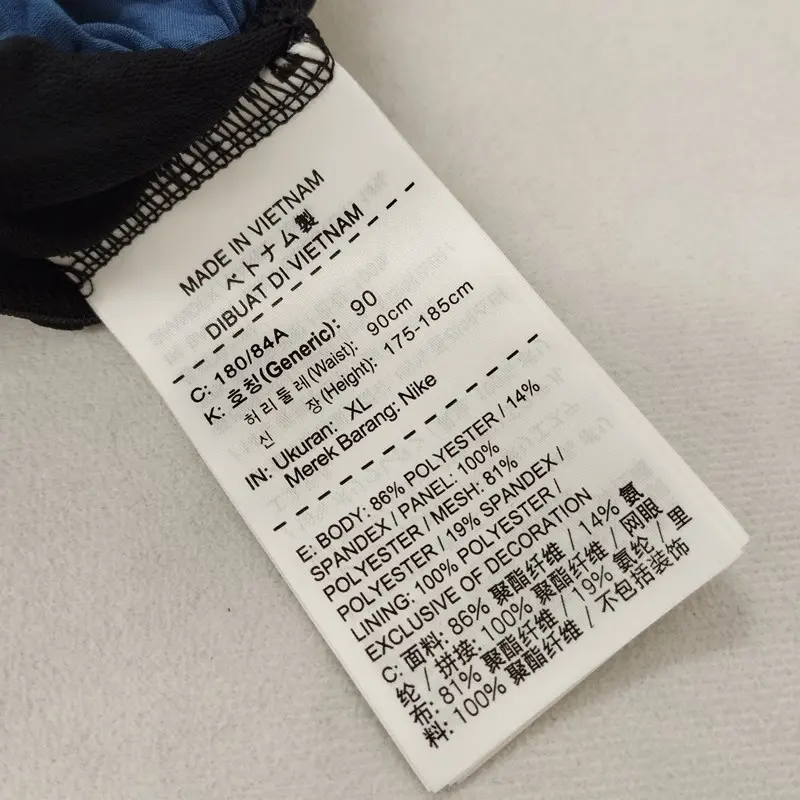 MADE IN VIETNAM
ベトナム製
DIBUAT DI VIETNAM
C: 180/84A
K: 호칭(Generic): 90
허리둘레(Waist): 90cm
신 장(Height): 175-185cm
IN: Ukuran: XL
Merek Barang: Nike
E: BODY: 86% POLYESTER / 14%
SPANDEX / PANEL: 100%
POLYESTER / MESH: 81%
POLYESTER / 19% SPANDEX /
LINING: 100% POLYESTER /
EXCLUSIVE OF DECORATION
C: 面料: 86% 聚酯纤维 / 14% 氨
纶 / 拼接: 100% 聚酯纤维 / 网眼
布: 81% 聚酯纤维 / 19% 氨纶 / 里
料: 100% 聚酯纤维 / 不包括装饰